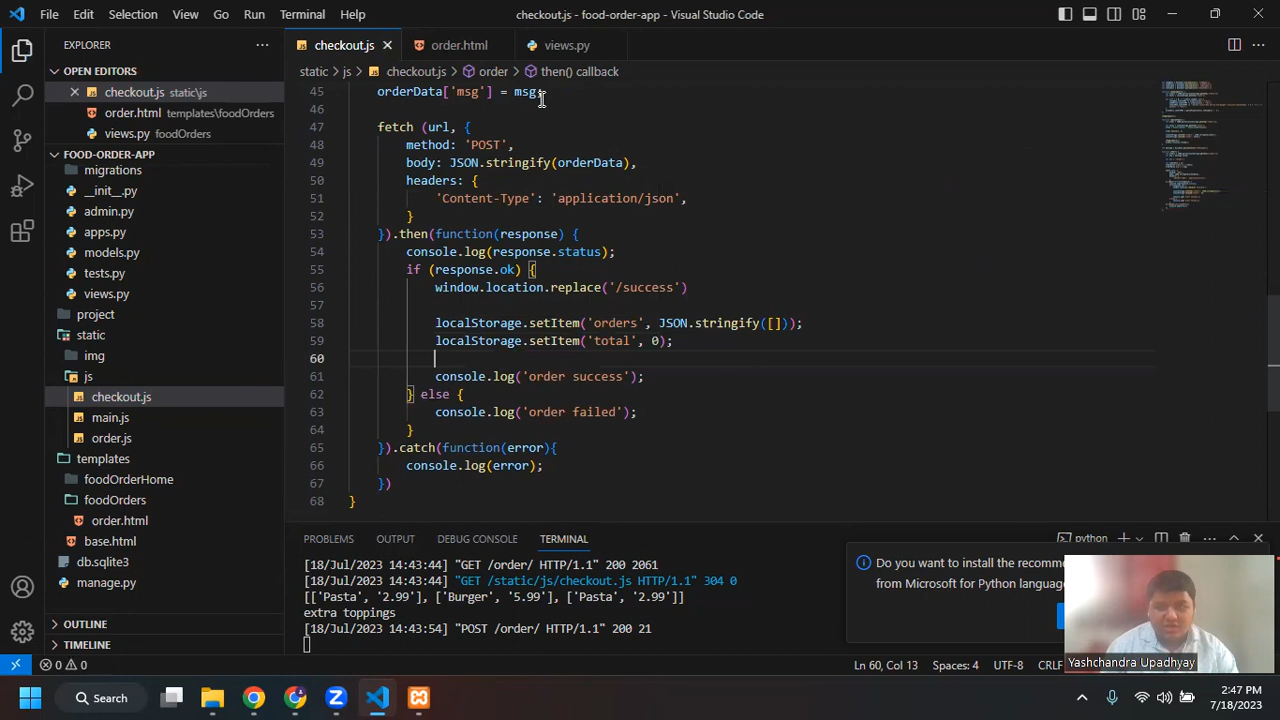 File Edit Selection View Go Run Terminal Help
checkout.js - food-order-app - Visual Studio Code
EXPLORER
OPEN EDITORS
checkout.js static\js
order.html templates\foodOrders
views.py foodOrders
FOOD-ORDER-APP
migrations
__init__.py
admin.py
apps.py
models.py
tests.py
views.py
project
static
img
js
checkout.js
main.js
order.js
templates
foodOrderHome
foodOrders
order.html
base.html
db.sqlite3
manage.py
OUTLINE
TIMELINE
checkout.js
order.html
views.py
static > js > checkout.js > order > then() callback
45 orderData['msg'] = msg;
46
47 fetch (url, {
48 method: 'POST',
49 body: JSON.stringify(orderData),
50 headers: {
51 'Content-Type': 'application/json',
52 }
53 }).then(function(response) {
54 console.log(response.status);
55 if (response.ok) {
56 window.location.replace('/success')
57
58 localStorage.setItem('orders', JSON.stringify([]));
59 localStorage.setItem('total', 0);
60
61 console.log('order success');
62 } else {
63 console.log('order failed');
64 }
65 }).catch(function(error){
66 console.log(error);
67 })
68 }
PROBLEMS OUTPUT DEBUG CONSOLE TERMINAL
python
[18/Jul/2023 14:43:44] "GET /order/ HTTP/1.1" 200 2061
[18/Jul/2023 14:43:44] "GET /static/js/checkout.js HTTP/1.1" 304 0
[['Pasta', '2.99'], ['Burger', '5.99'], ['Pasta', '2.99']]
extra toppings
[18/Jul/2023 14:43:54] "POST /order/ HTTP/1.1" 200 21
Do you want to install the recomm
from Microsoft for Python language
Yashchandra Upadhyay
0 0
Ln 60, Col 13 Spaces: 4 UTF-8 CRLF
Search
2:47 PM
7/18/2023